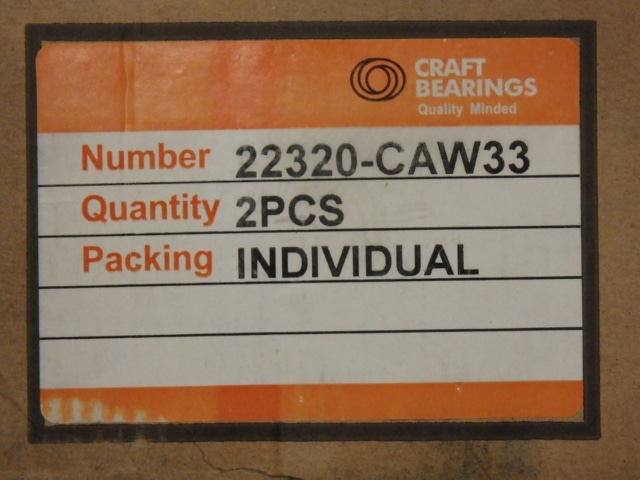 CRAFT
BEARINGS
Quality Minded
Number 22320-CAW33
Quantity 2PCS
Packing INDIVIDUAL